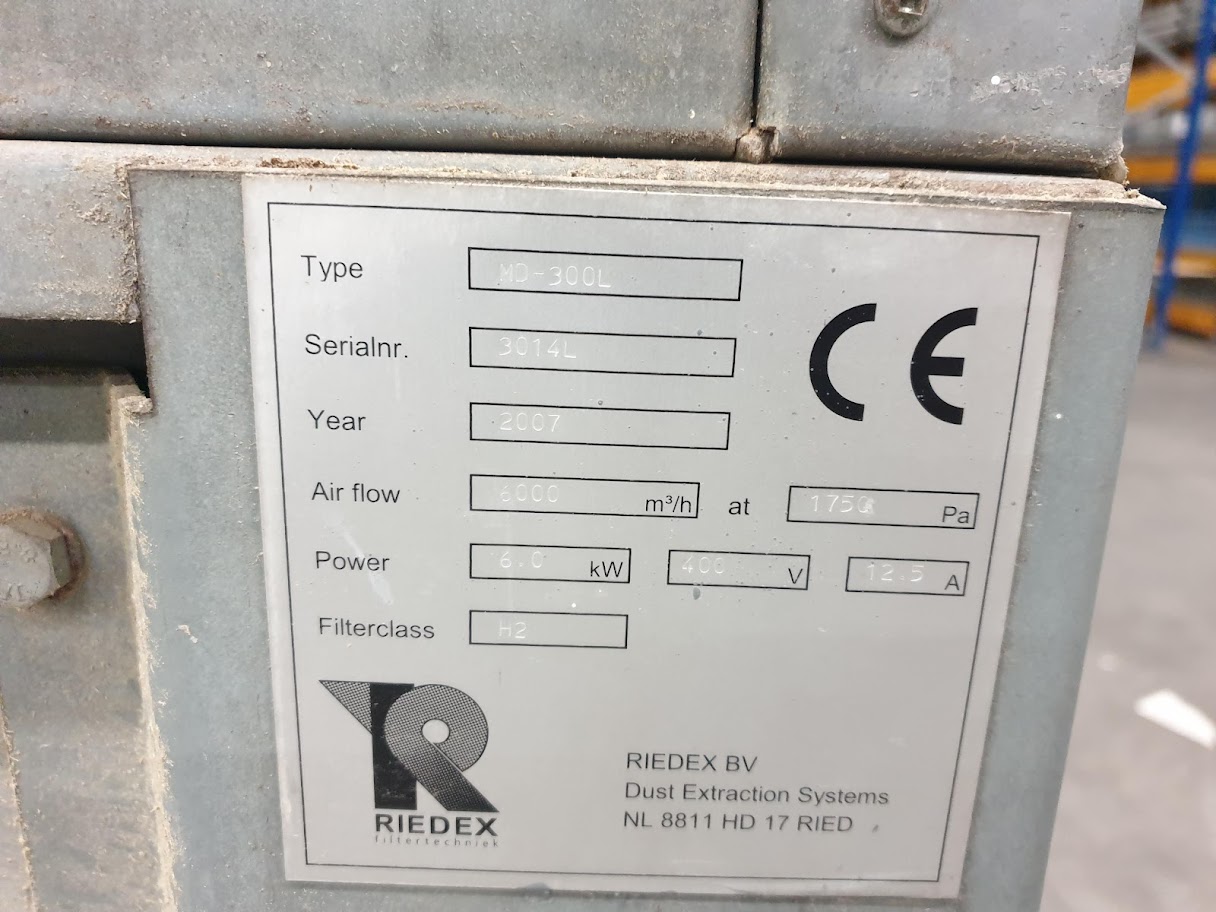 Type MD-300L
Serialnr. 3014L
Year 2007
Air flow 6000 m³/h at 1750 Pa
Power 6.0 kW 400 V 12.5 A
Filterclass H2
CE
RIEDEX
filtertechniek
RIEDEX BV
Dust Extraction Systems
NL 8811 HD 17 RIED